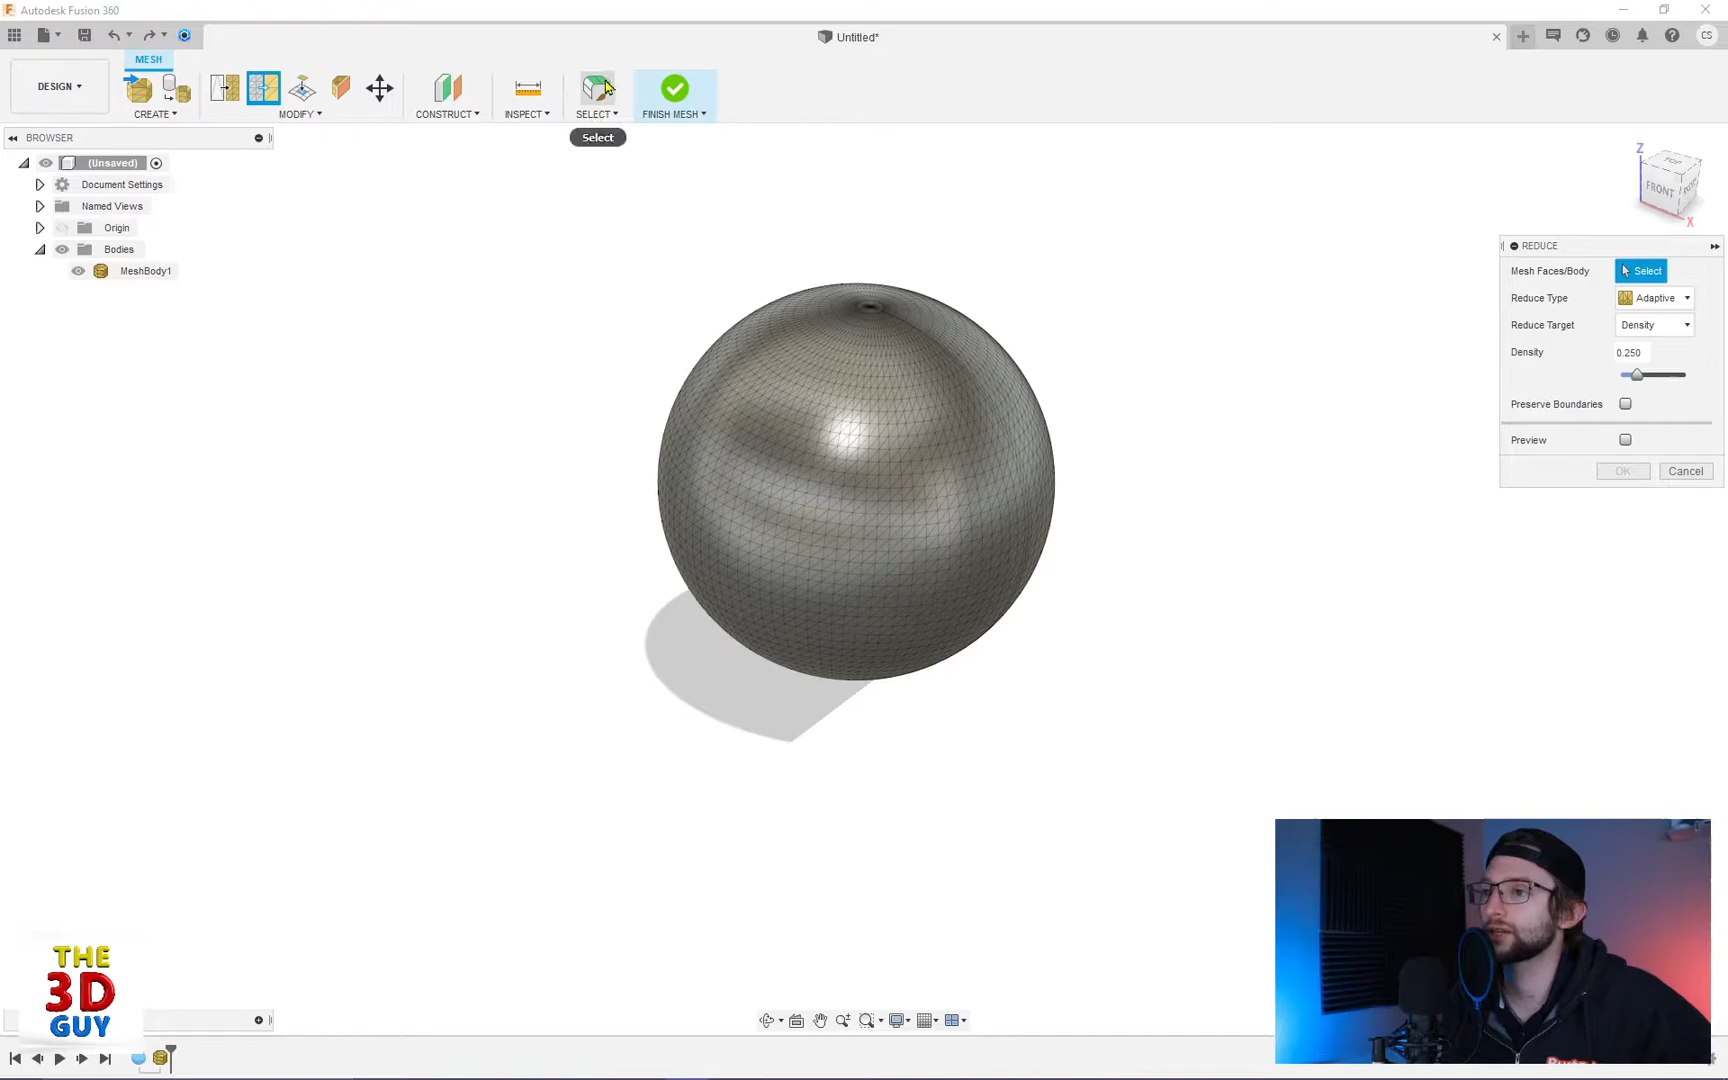 Autodesk Fusion 360
Untitled*
CS
MESH
DESIGN
CREATE
MODIFY
CONSTRUCT
INSPECT
SELECT
FINISH MESH
Select
BROWSER
(Unsaved)
Document Settings
Named Views
Origin
Bodies
MeshBody1
Z
TOP
FRONT
X
REDUCE
Mesh Faces/Body
Select
Reduce Type
Adaptive
Reduce Target
Density
Density
0.250
Preserve Boundaries
Preview
OK
Cancel
THE
3D
GUY